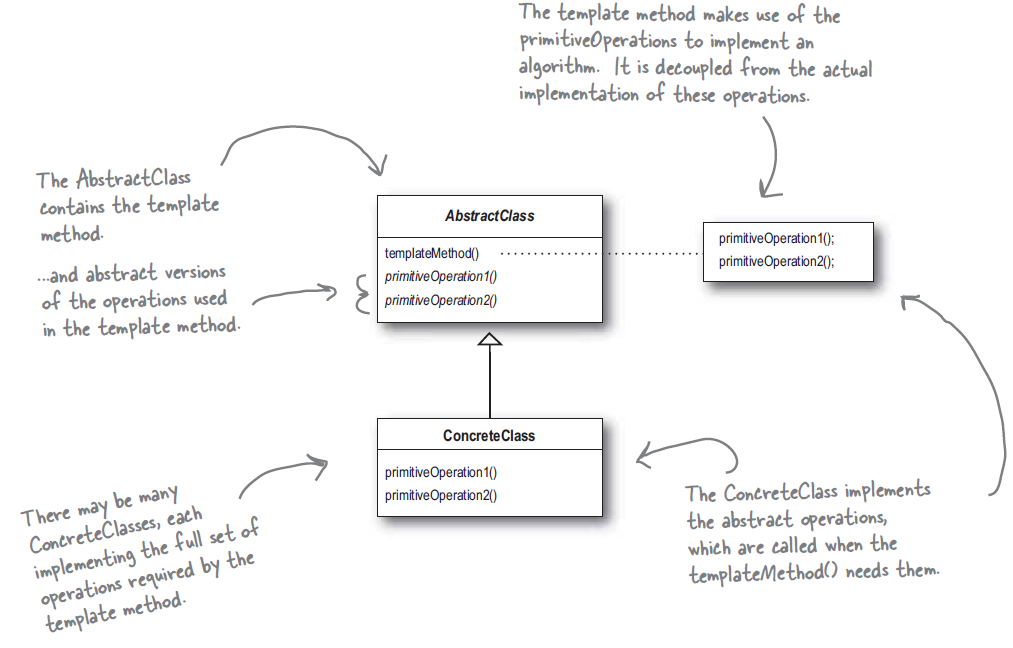 The template method makes use of the
primitiveOperations to implement an
algorithm. It is decoupled from the actual
implementation of these operations.
The AbstractClass
contains the template
method.
...and abstract versions
of the operations used
in the template method.
AbstractClass
templateMethod()
primitiveOperation1()
primitiveOperation2()
primitiveOperation1();
primitiveOperation2();
ConcreteClass
primitiveOperation1()
primitiveOperation2()
There may be many
ConcreteClasses, each
implementing the full set of
operations required by the
template method.
The ConcreteClass implements
the abstract operations,
which are called when the
templateMethod() needs them.